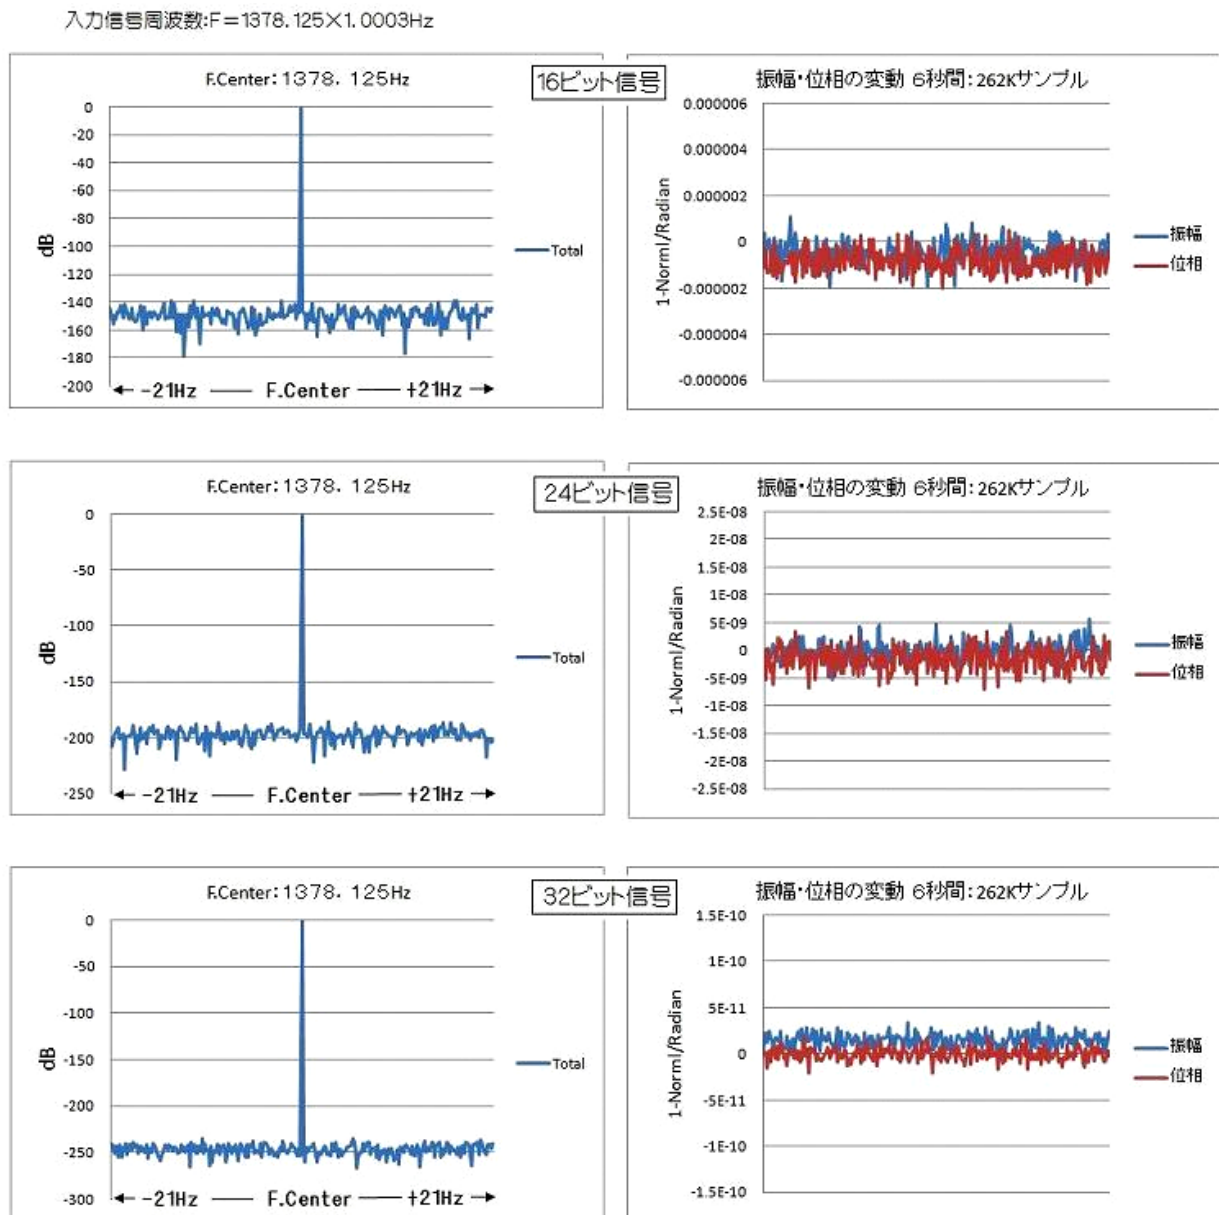 入力信号周波数:F=1378.125×1.0003Hz
F.Center:1378. 125Hz
0
-20
-40
-60
-80
-100
-120
-140
-160
-180
-200
dB
Total
← -21Hz —— F.Center —— +21Hz →
16ビット信号
振幅・位相の変動 6秒間:262Kサンプル
0.000006
0.000004
0.000002
0
-0.000002
-0.000004
-0.000006
1-Norml/Radian
振幅
位相
F.Center:1378. 125Hz
0
-50
-100
-150
-200
-250
dB
Total
← -21Hz —— F.Center —— +21Hz →
24ビット信号
振幅・位相の変動 6秒間:262Kサンプル
2.5E-08
2E-08
1.5E-08
1E-08
5E-09
0
-5E-09
-1E-08
-1.5E-08
-2E-08
-2.5E-08
1-Norml/Radian
振幅
位相
F.Center:1378. 125Hz
0
-50
-100
-150
-200
-250
-300
dB
Total
← -21Hz —— F.Center —— +21Hz →
32ビット信号
振幅・位相の変動 6秒間:262Kサンプル
1.5E-10
1E-10
5E-11
0
-5E-11
-1E-10
-1.5E-10
1-Norml/Radian
振幅
位相